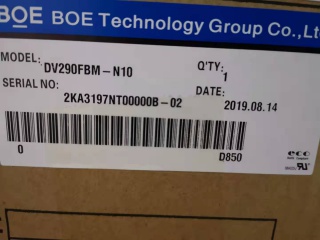 BOE BOE Technology Group Co.,Ltd.
MODEL: DV290FBM-N10 Q'TY: 1
SERIAL NO: 2KA3197NT00000B-02 DATE: 2019.08.14
0 D850
eco